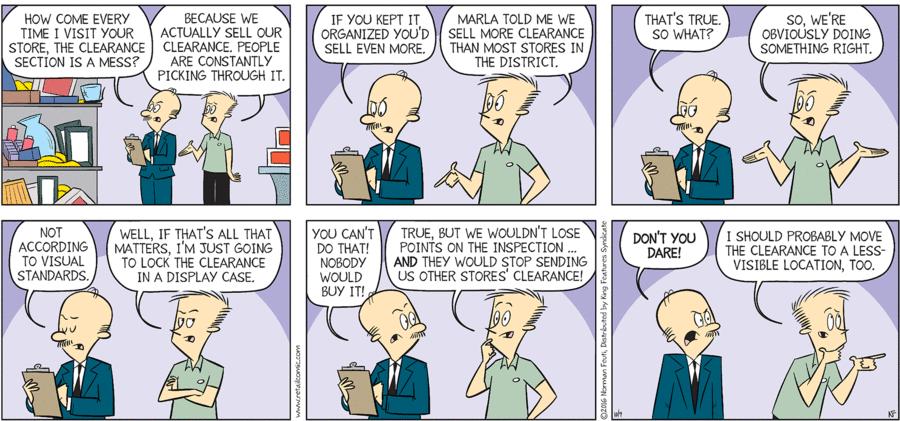 HOW COME EVERY
TIME I VISIT YOUR
STORE, THE CLEARANCE
SECTION IS A MESS?
BECAUSE WE
ACTUALLY SELL OUR
CLEARANCE. PEOPLE
ARE CONSTANTLY
PICKING THROUGH IT.
IF YOU KEPT IT
ORGANIZED YOU'D
SELL EVEN MORE.
MARLA TOLD ME WE
SELL MORE CLEARANCE
THAN MOST STORES IN
THE DISTRICT.
THAT'S TRUE.
SO WHAT?
SO, WE'RE
OBVIOUSLY DOING
SOMETHING RIGHT.
NOT
ACCORDING
TO VISUAL
STANDARDS.
WELL, IF THAT'S ALL THAT
MATTERS, I'M JUST GOING
TO LOCK THE CLEARANCE
IN A DISPLAY CASE.
www.retailcomic.com
YOU CAN'T
DO THAT!
NOBODY
WOULD
BUY IT!
TRUE, BUT WE WOULDN'T LOSE
POINTS ON THE INSPECTION ...
AND THEY WOULD STOP SENDING
US OTHER STORES' CLEARANCE!
©2016 Norman Feuti, Distributed by King Features Syndicate
DON'T YOU
DARE!
I SHOULD PROBABLY MOVE
THE CLEARANCE TO A LESS-
VISIBLE LOCATION, TOO.